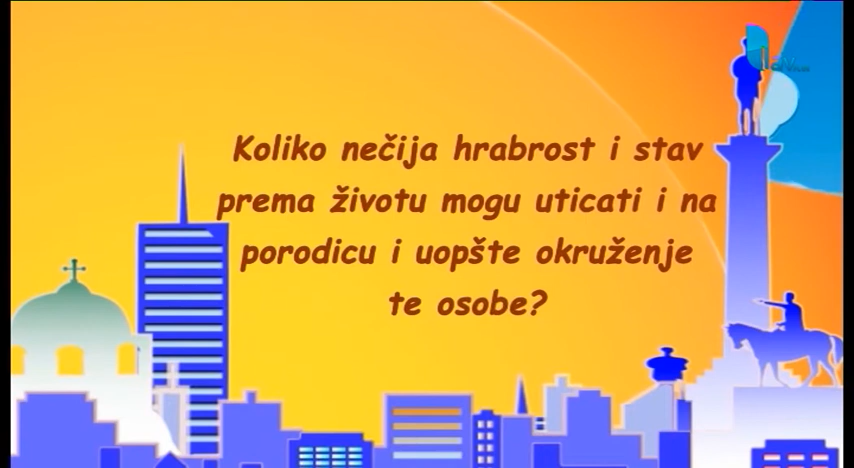 Koliko nečija hrabrost i stav
prema životu mogu uticati i na
porodicu i uopšte okruženje
te osobe?